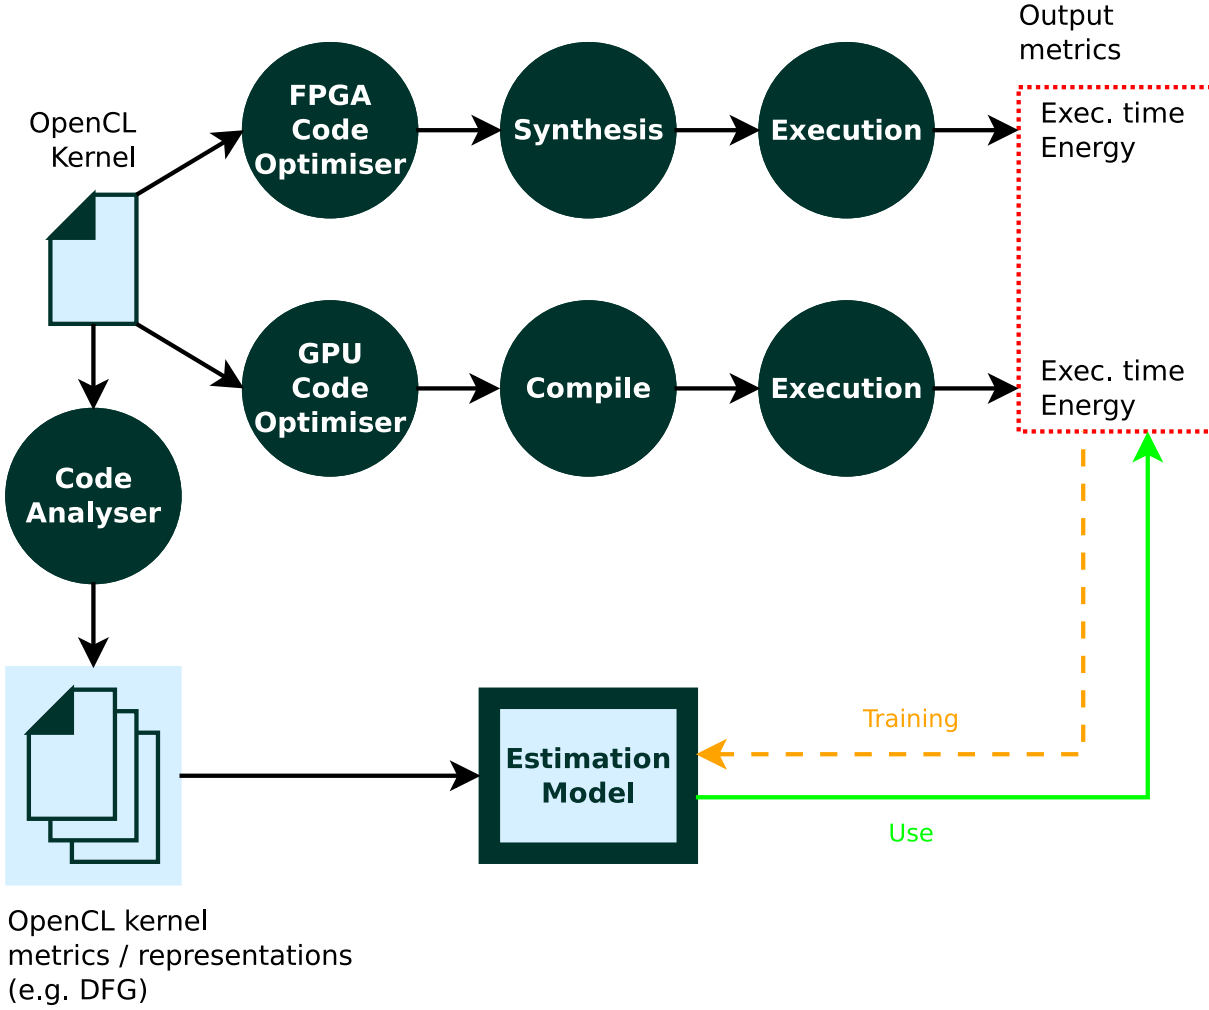 Output
metrics
OpenCL
Kernel
FPGA
Code
Optimiser
Synthesis
Execution
Exec. time
Energy
GPU
Code
Optimiser
Compile
Execution
Exec. time
Energy
Code
Analyser
Estimation
Model
Training
Use
OpenCL kernel
metrics / representations
(e.g. DFG)